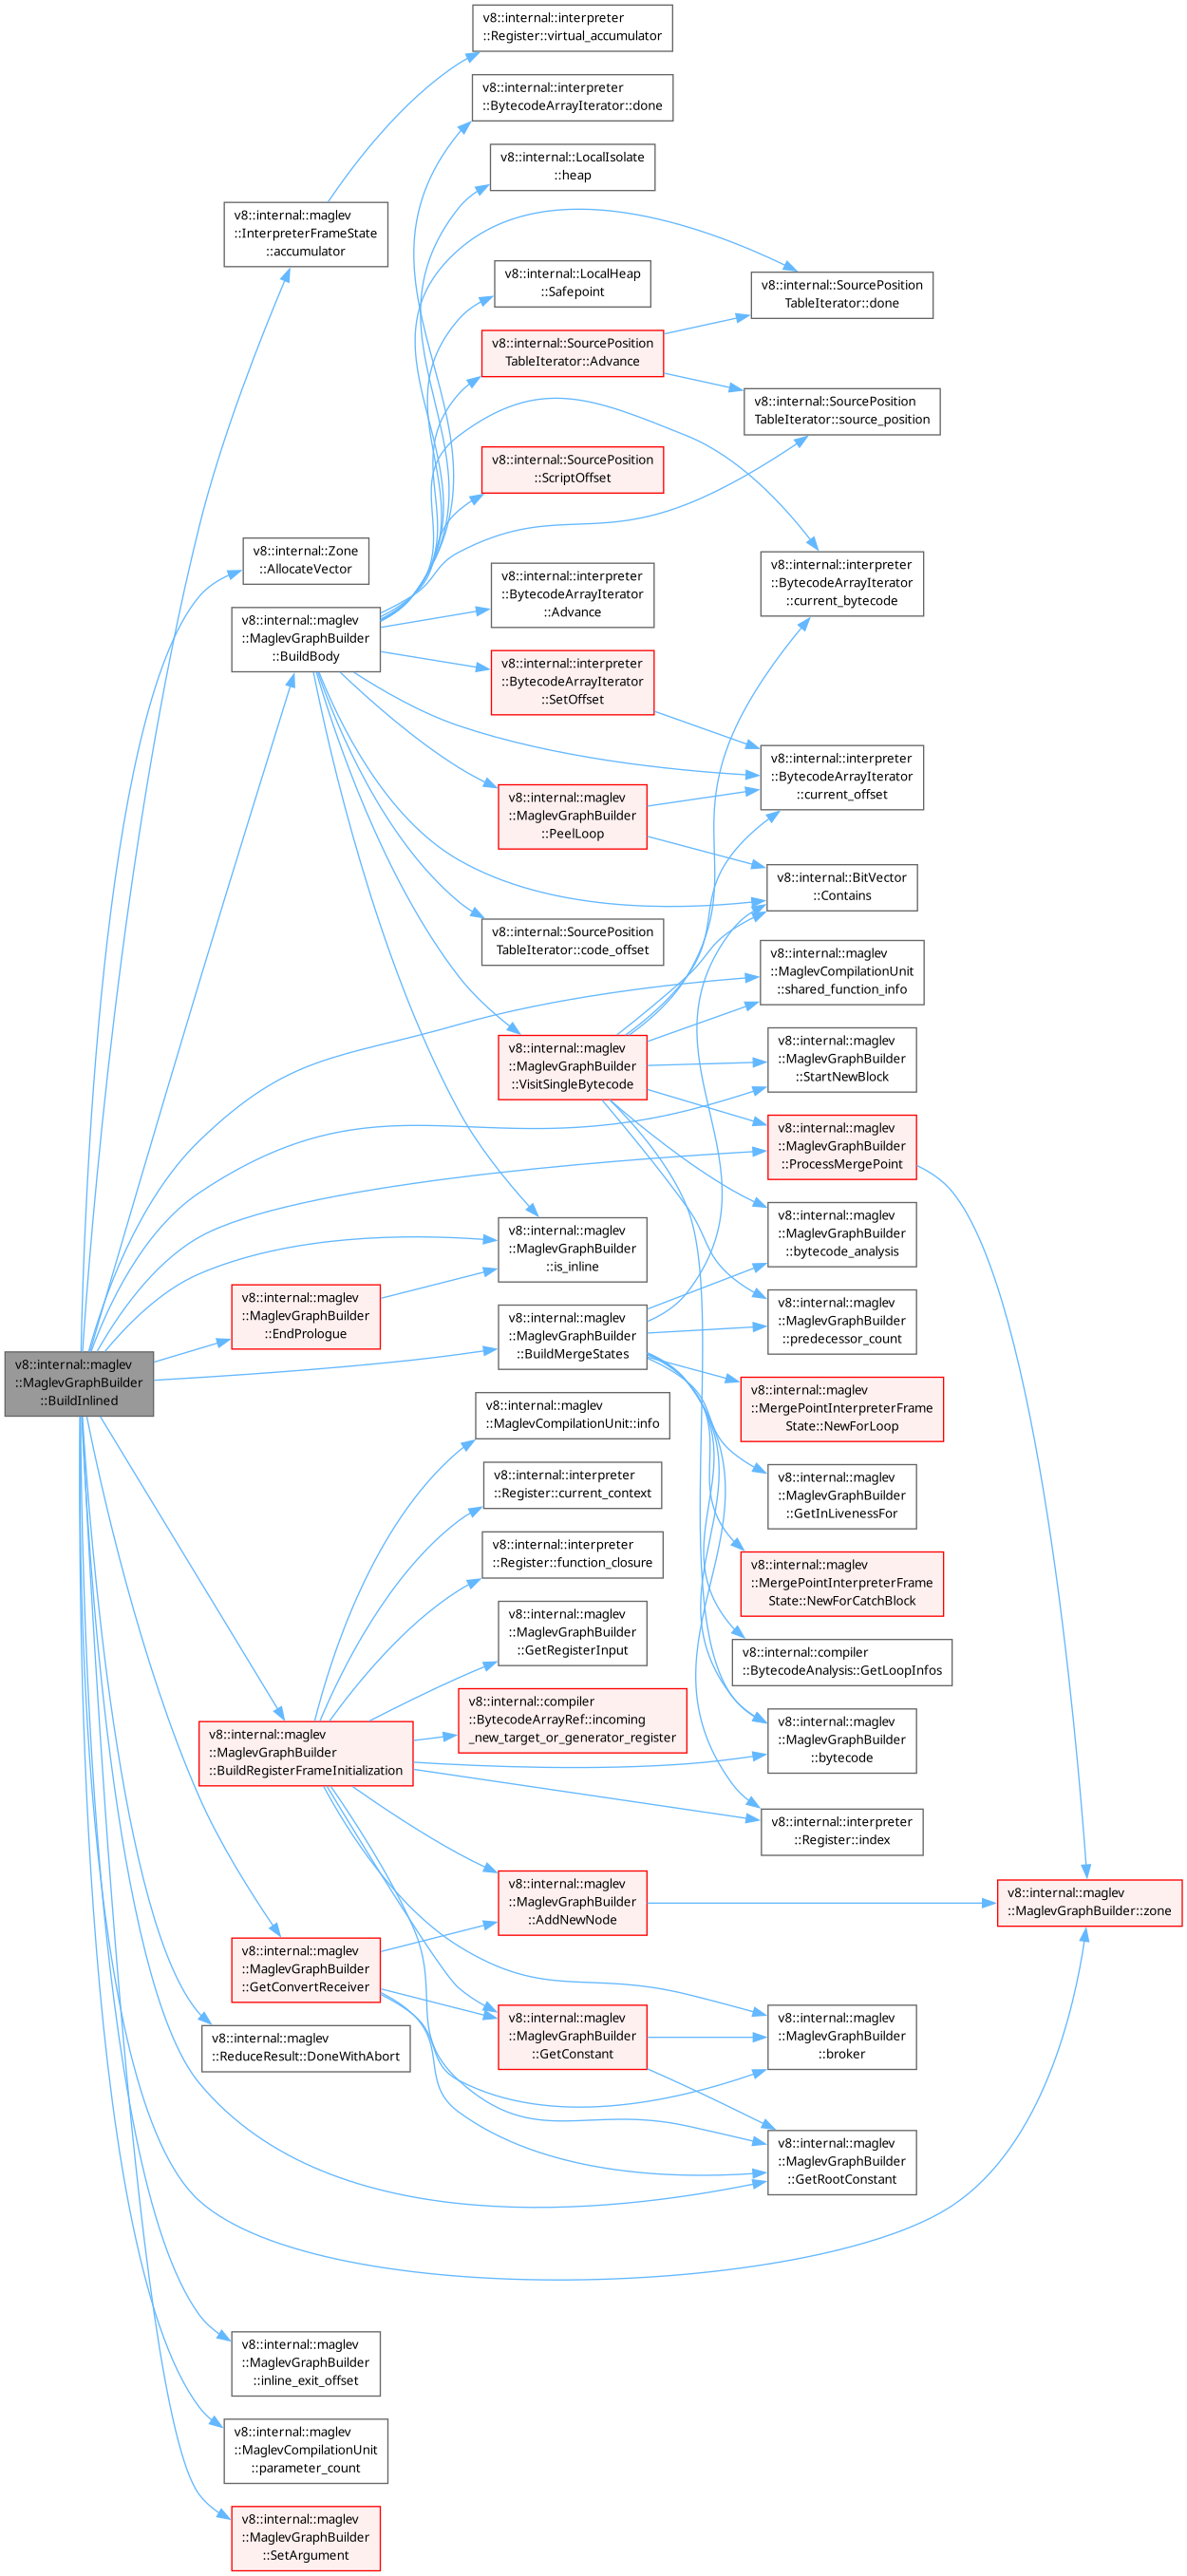 v8::internal::interpreter
::Register::virtual_accumulator
v8::internal::interpreter
::BytecodeArrayIterator::done
v8::internal::LocalIsolate
::heap
v8::internal::maglev
::InterpreterFrameState
::accumulator
v8::internal::LocalHeap
::Safepoint
v8::internal::SourcePosition
TableIterator::done
v8::internal::SourcePosition
TableIterator::Advance
v8::internal::SourcePosition
TableIterator::source_position
v8::internal::SourcePosition
::ScriptOffset
v8::internal::Zone
::AllocateVector
v8::internal::interpreter
::BytecodeArrayIterator
::current_bytecode
v8::internal::interpreter
::BytecodeArrayIterator
::Advance
v8::internal::maglev
::MaglevGraphBuilder
::BuildBody
v8::internal::interpreter
::BytecodeArrayIterator
::SetOffset
v8::internal::interpreter
::BytecodeArrayIterator
::current_offset
v8::internal::maglev
::MaglevGraphBuilder
::PeelLoop
v8::internal::BitVector
::Contains
v8::internal::SourcePosition
TableIterator::code_offset
v8::internal::maglev
::MaglevCompilationUnit
::shared_function_info
v8::internal::maglev
::MaglevGraphBuilder
::VisitSingleBytecode
v8::internal::maglev
::MaglevGraphBuilder
::StartNewBlock
v8::internal::maglev
::MaglevGraphBuilder
::ProcessMergePoint
v8::internal::maglev
::MaglevGraphBuilder
::is_inline
v8::internal::maglev
::MaglevGraphBuilder
::bytecode_analysis
v8::internal::maglev
::MaglevGraphBuilder
::EndPrologue
v8::internal::maglev
::MaglevGraphBuilder
::BuildMergeStates
v8::internal::maglev
::MaglevGraphBuilder
::predecessor_count
v8::internal::maglev
::MaglevGraphBuilder
::BuildInlined
v8::internal::maglev
::MergePointInterpreterFrame
State::NewForLoop
v8::internal::maglev
::MaglevCompilationUnit::info
v8::internal::interpreter
::Register::current_context
v8::internal::maglev
::MaglevGraphBuilder
::GetInLivenessFor
v8::internal::interpreter
::Register::function_closure
v8::internal::maglev
::MergePointInterpreterFrame
State::NewForCatchBlock
v8::internal::maglev
::MaglevGraphBuilder
::GetRegisterInput
v8::internal::compiler
::BytecodeAnalysis::GetLoopInfos
v8::internal::maglev
::MaglevGraphBuilder
::BuildRegisterFrameInitialization
v8::internal::compiler
::BytecodeArrayRef::incoming
_new_target_or_generator_register
v8::internal::maglev
::MaglevGraphBuilder
::bytecode
v8::internal::interpreter
::Register::index
v8::internal::maglev
::MaglevGraphBuilder
::AddNewNode
v8::internal::maglev
::MaglevGraphBuilder::zone
v8::internal::maglev
::MaglevGraphBuilder
::GetConvertReceiver
v8::internal::maglev
::ReduceResult::DoneWithAbort
v8::internal::maglev
::MaglevGraphBuilder
::GetConstant
v8::internal::maglev
::MaglevGraphBuilder
::broker
v8::internal::maglev
::MaglevGraphBuilder
::GetRootConstant
v8::internal::maglev
::MaglevGraphBuilder
::inline_exit_offset
v8::internal::maglev
::MaglevCompilationUnit
::parameter_count
v8::internal::maglev
::MaglevGraphBuilder
::SetArgument